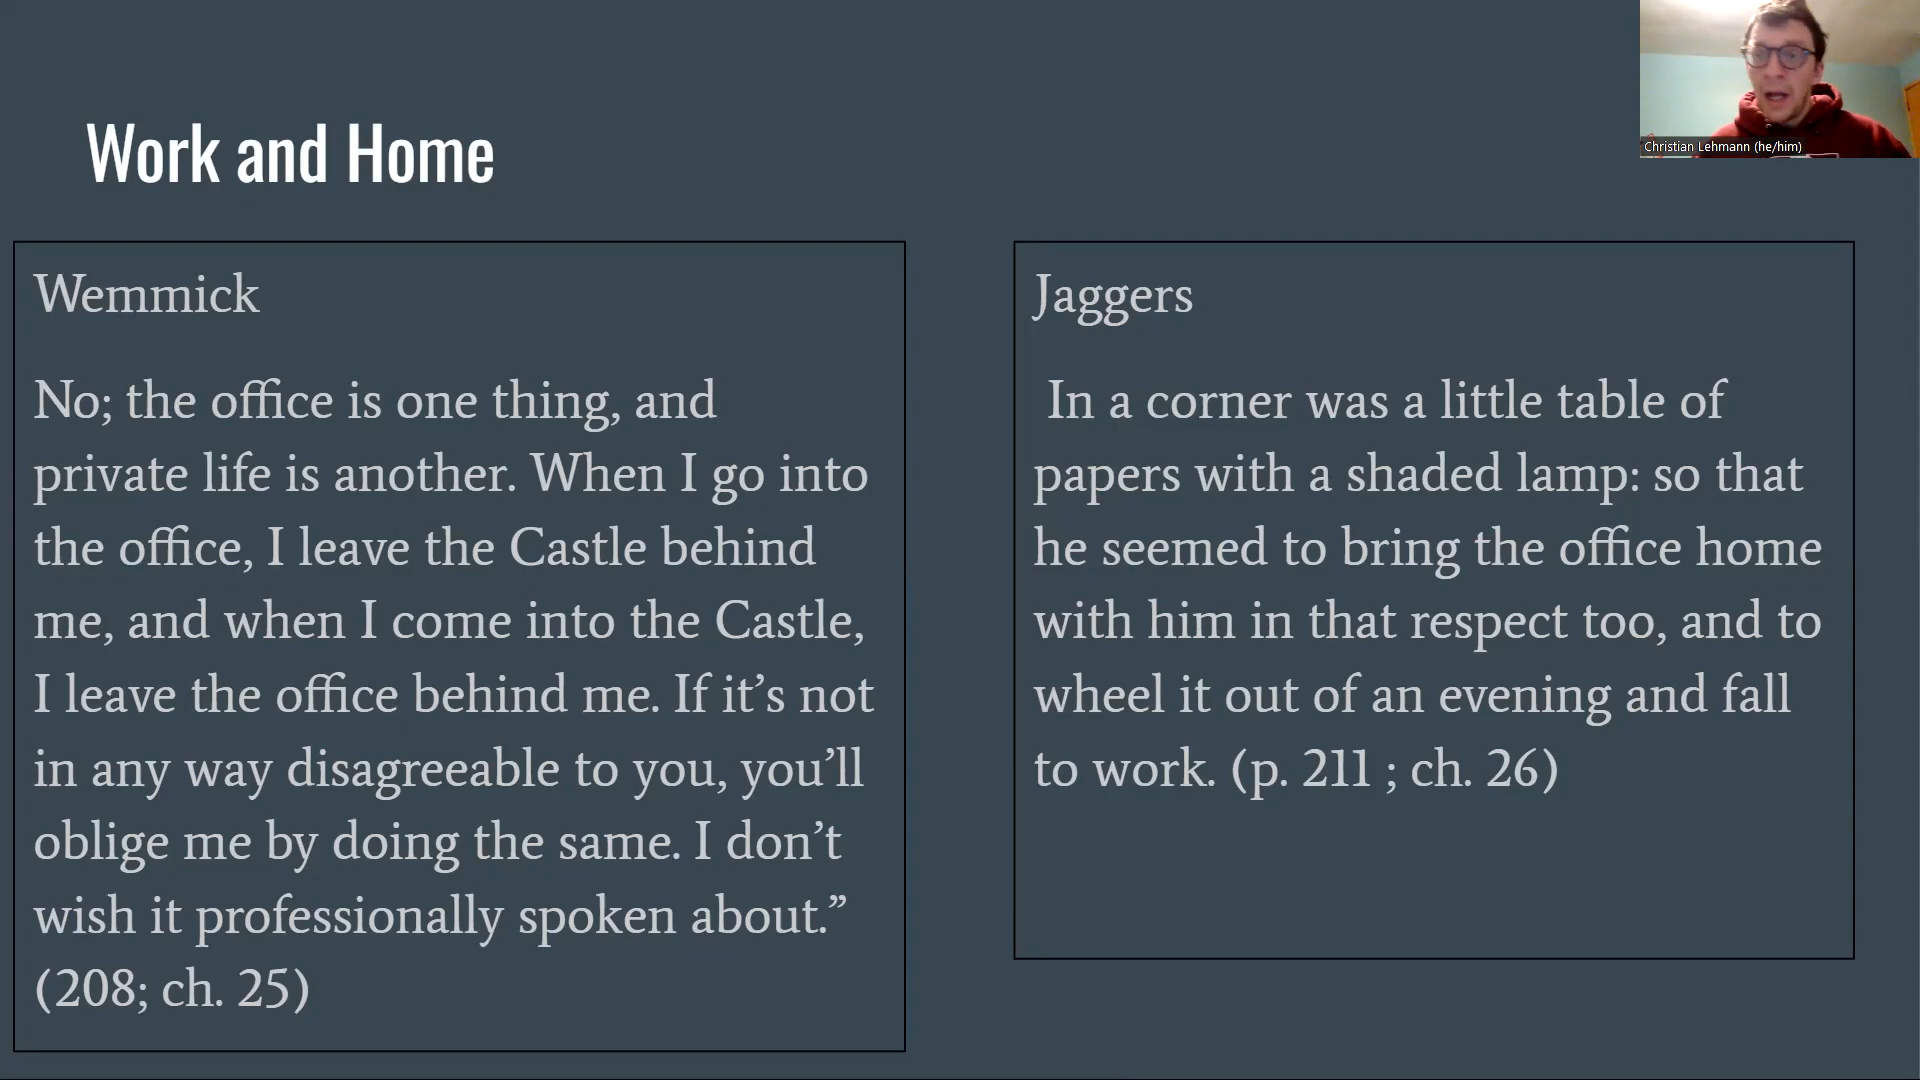 Work and Home
Christian Lehmann (he/him)
Wemmick
No; the office is one thing, and
private life is another. When I go into
the office, I leave the Castle behind
me, and when I come into the Castle,
I leave the office behind me. If it’s not
in any way disagreeable to you, you’ll
oblige me by doing the same. I don’t
wish it professionally spoken about.”
(208; ch. 25)
Jaggers
In a corner was a little table of
papers with a shaded lamp: so that
he seemed to bring the office home
with him in that respect too, and to
wheel it out of an evening and fall
to work. (p. 211 ; ch. 26)